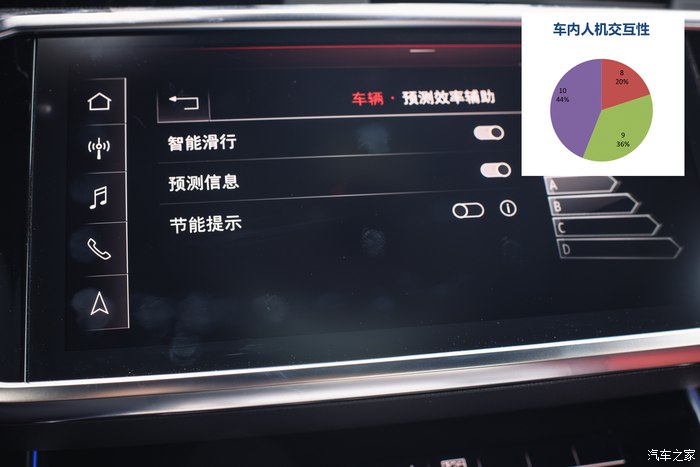 车内人机交互性
8
20%
10
44%
9
36%
车辆·预测效率辅助
智能滑行
预测信息
节能提示
A
B
C
D
汽车之家